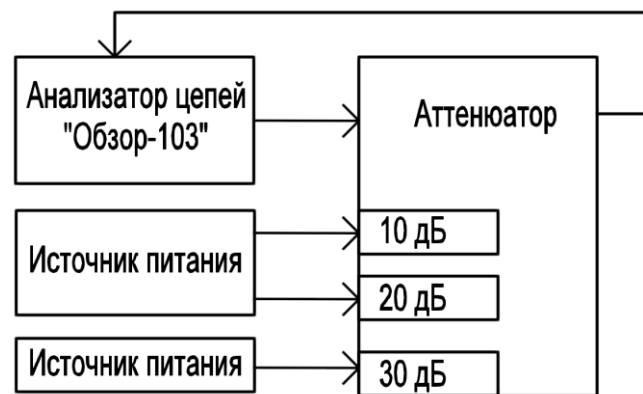 Анализатор цепей
"Обзор-103"
Аттенюатор
10 дБ
Источник питания
20 дБ
Источник питания
30 дБ